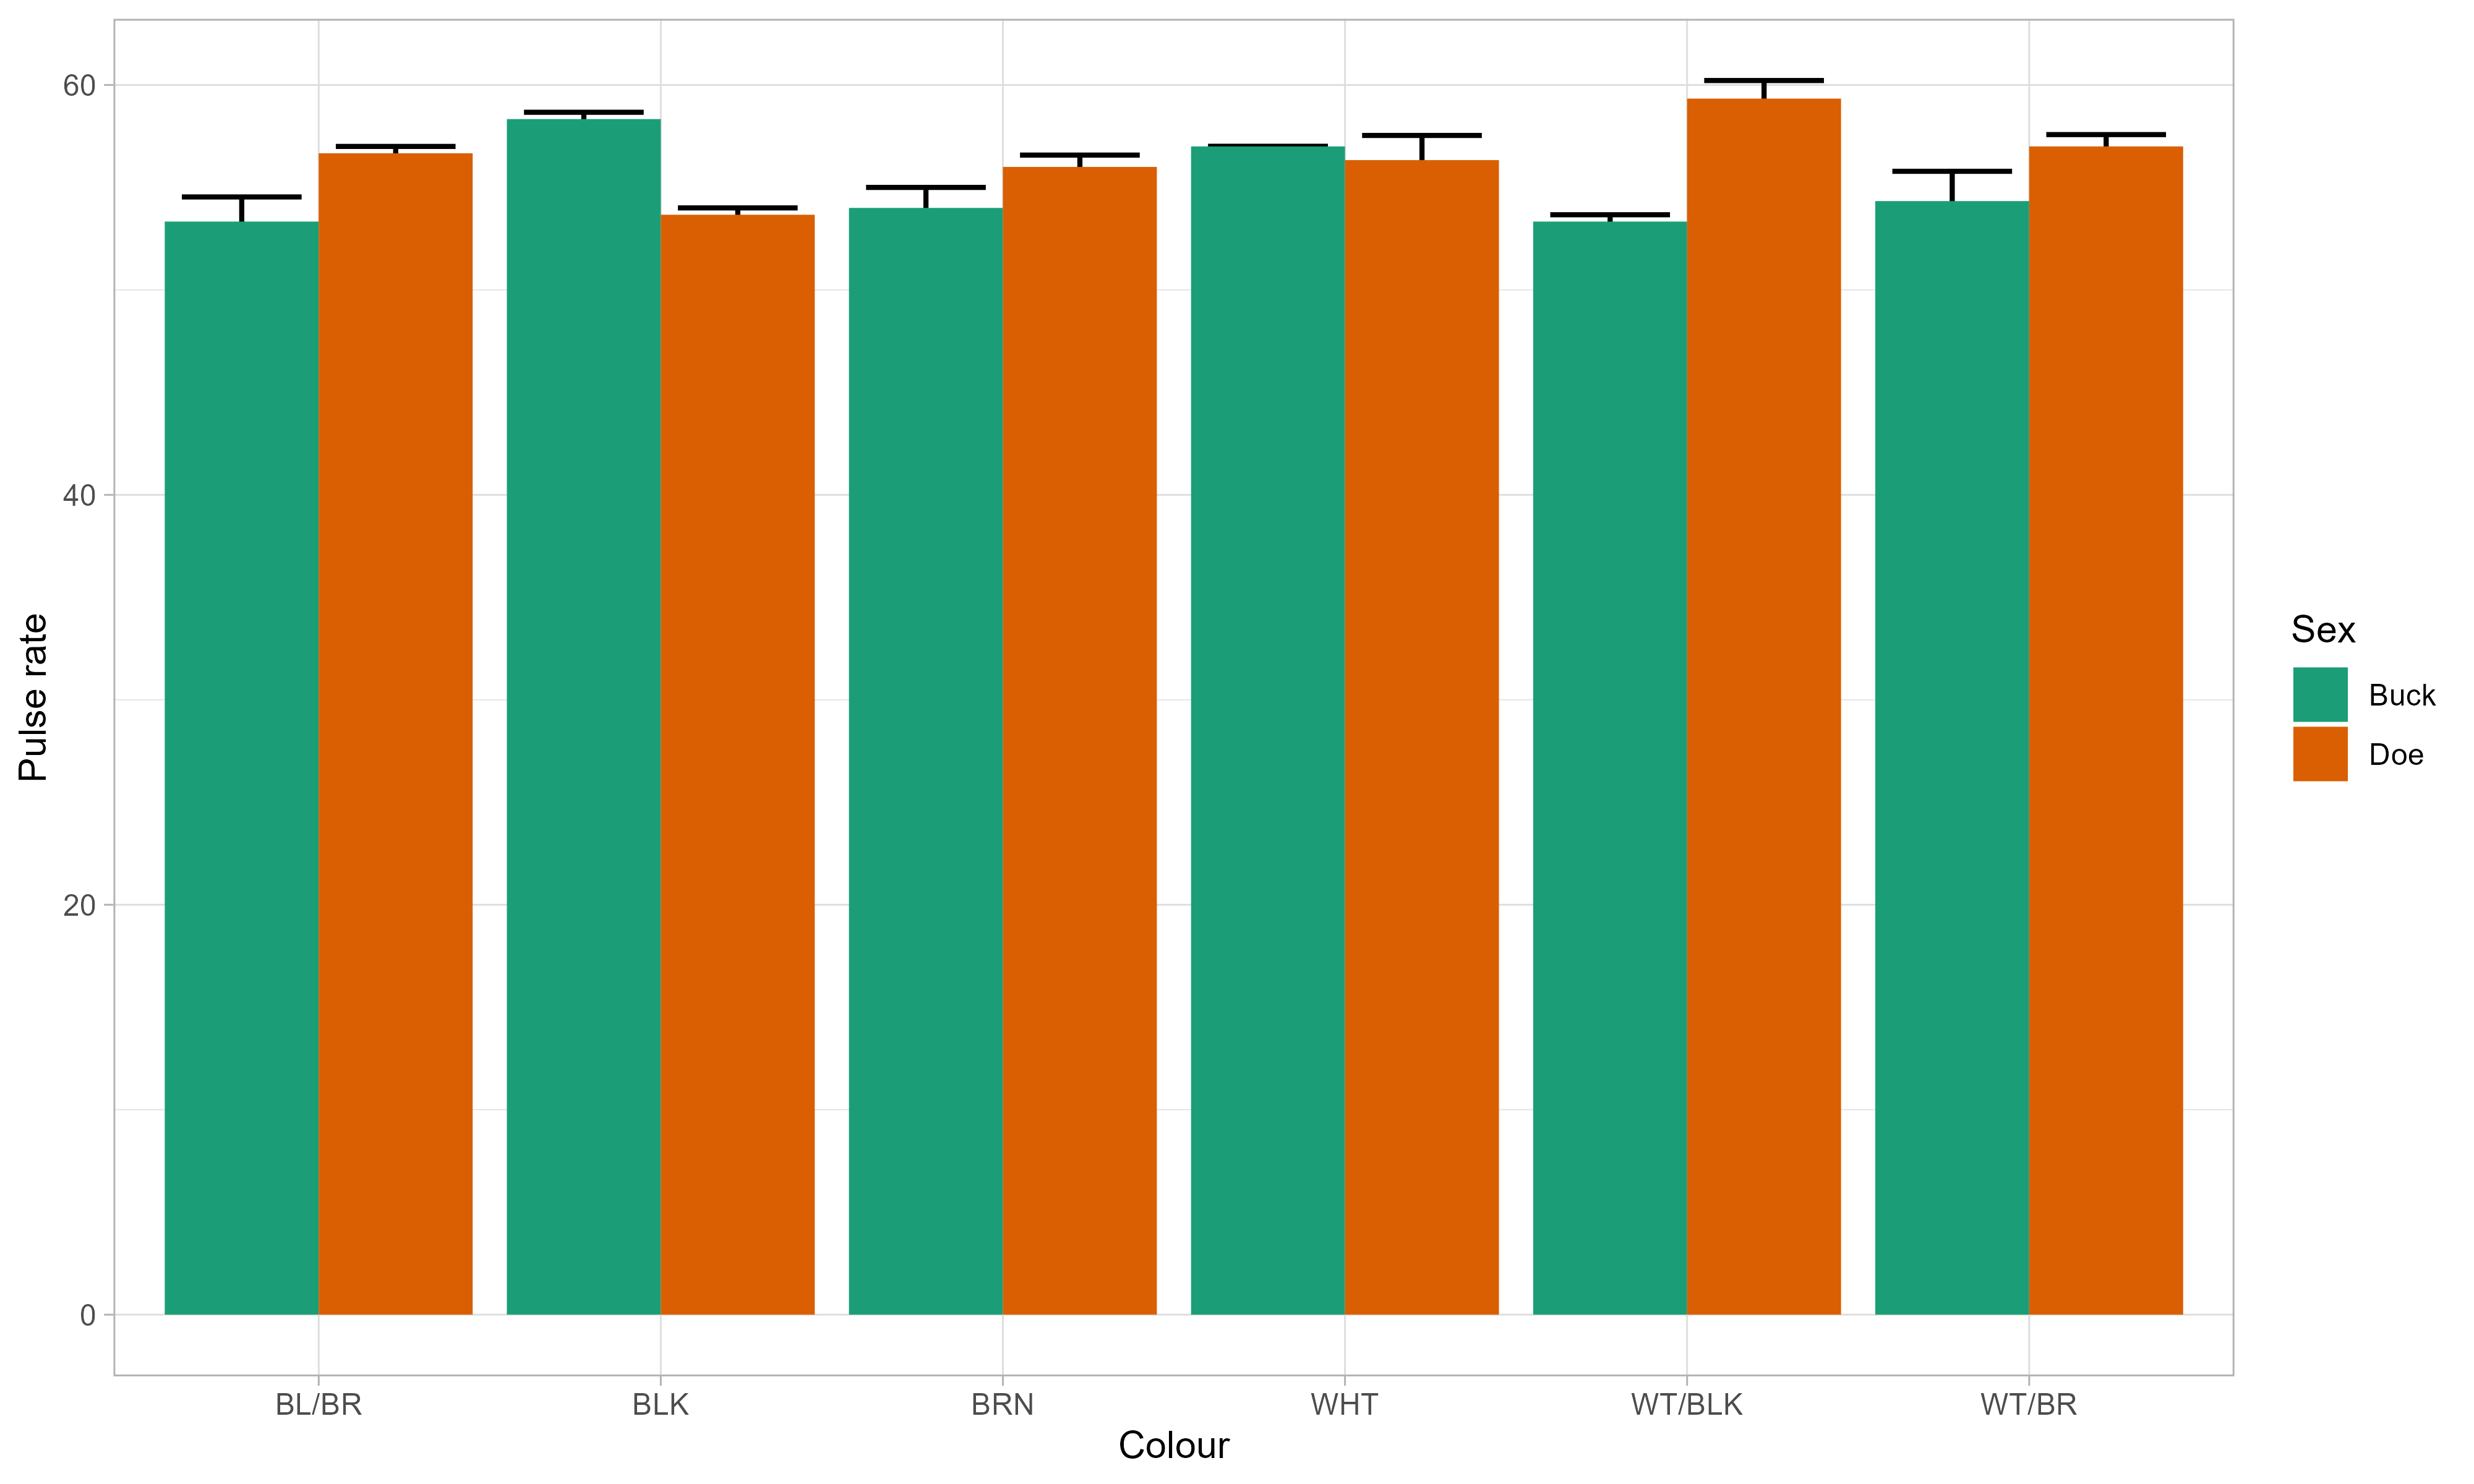 60
40
20
0
Pulse rate
BL/BR
BLK
BRN
WHT
WT/BLK
WT/BR
Colour
Sex
Buck
Doe